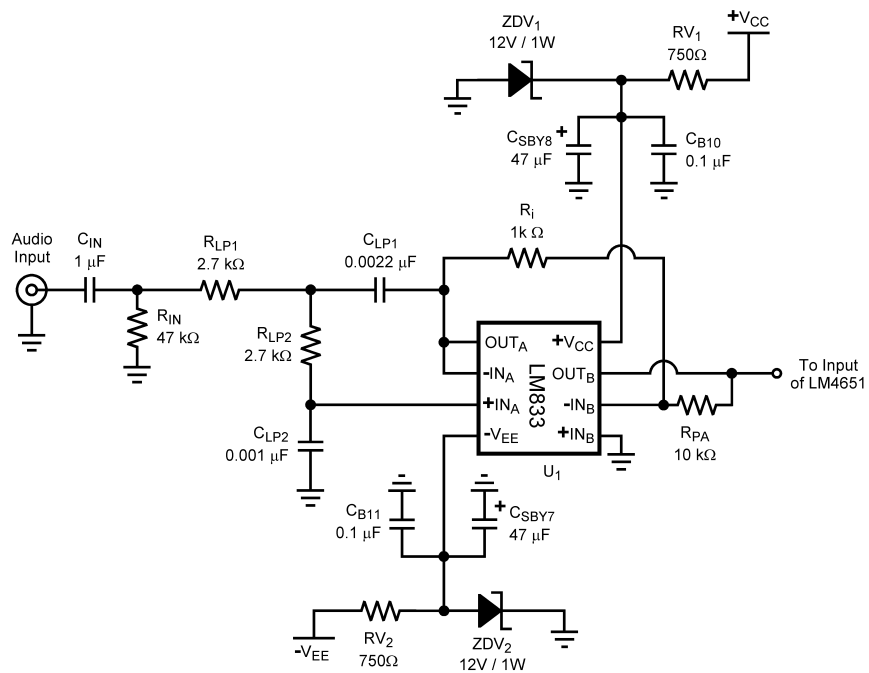 ZDV1
12V / 1W
RV1
750Ω
+VCC
CSBY8
+
47 µF
CB10
0.1 µF
Ri
1k Ω
Audio
Input
CIN
1 µF
RLP1
2.7 kΩ
CLP1
0.0022 µF
RIN
47 kΩ
RLP2
2.7 kΩ
OUTA
-INA
+INA
-VEE
LM833
+VCC
OUTB
-INB
+INB
U1
To Input
of LM4651
RPA
10 kΩ
CLP2
0.001 µF
CB11
0.1 µF
+
CSBY7
47 µF
-VEE
RV2
750Ω
ZDV2
12V / 1W